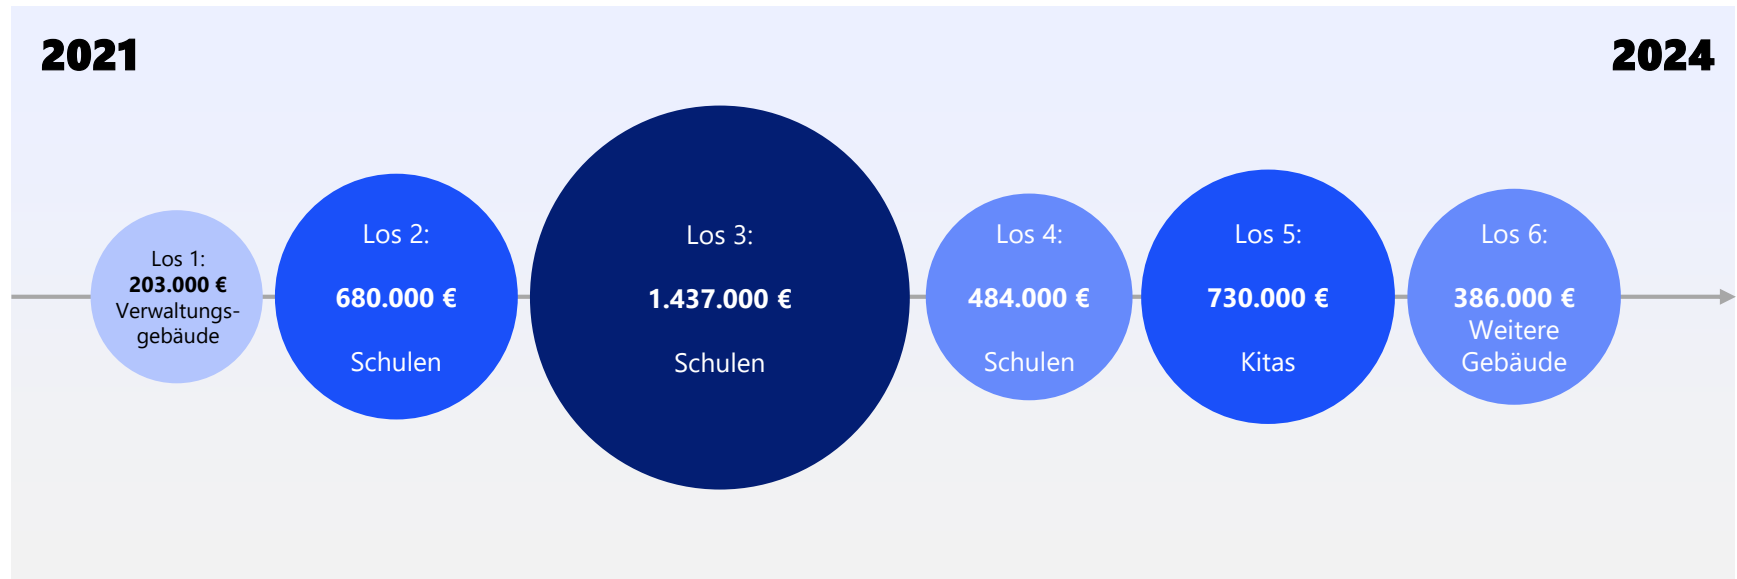 2021
2024
Los 1:
203.000 €
Verwaltungs-
gebäude
Los 2:
680.000 €
Schulen
Los 3:
1.437.000 €
Schulen
Los 4:
484.000 €
Schulen
Los 5:
730.000 €
Kitas
Los 6:
386.000 €
Weitere
Gebäude